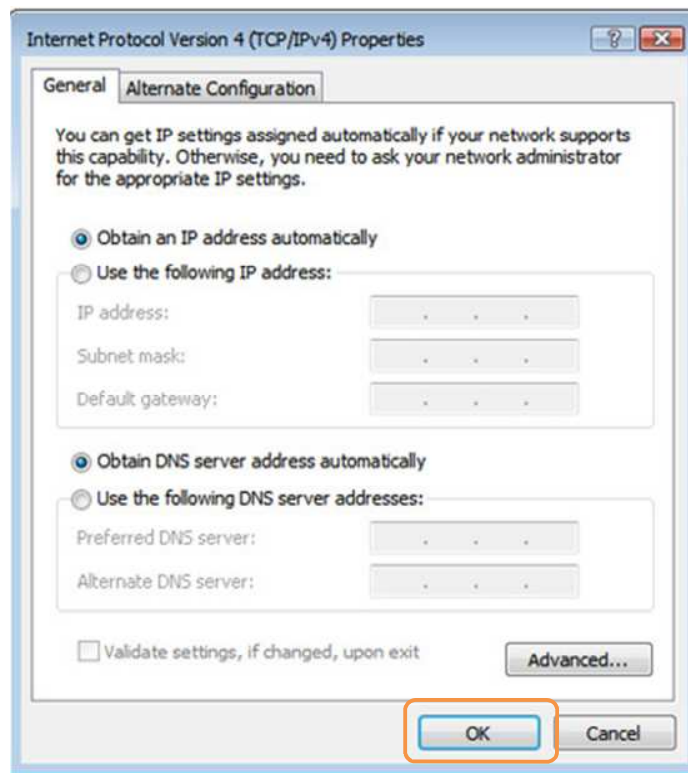 Internet Protocol Version 4 (TCP/IPv4) Properties
General
Alternate Configuration
You can get IP settings assigned automatically if your network supports
this capability. Otherwise, you need to ask your network administrator
for the appropriate IP settings.
Obtain an IP address automatically
Use the following IP address:
IP address:
Subnet mask:
Default gateway:
Obtain DNS server address automatically
Use the following DNS server addresses:
Preferred DNS server:
Alternate DNS server:
Validate settings, if changed, upon exit
Advanced...
OK
Cancel